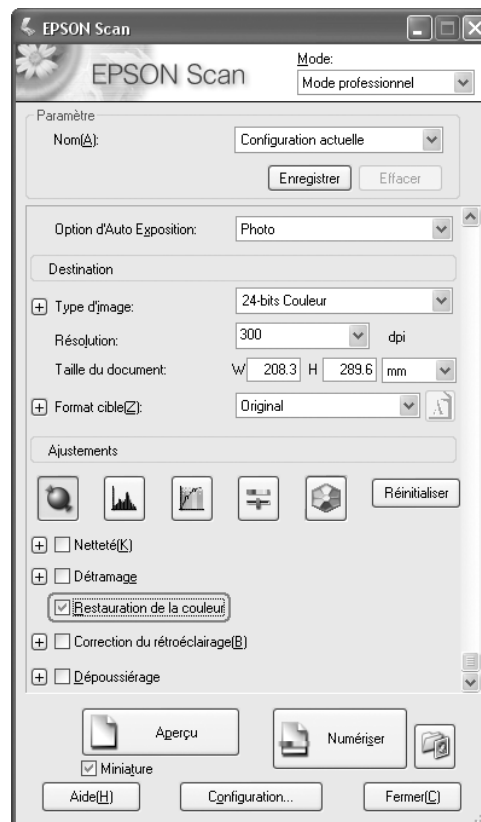 EPSON Scan
EPSON Scan
Mode:
Mode professionnel
Paramètre
Nom(A):
Configuration actuelle
Enregistrer
Effacer
Option d'Auto Exposition:
Photo
Destination
Type d'image:
24-bits Couleur
Résolution:
300
dpi
Taille du document:
W 208.3 H 289.6 mm
Format cible(Z):
Original
Ajustements
Réinitialiser
Netteté(K)
Détramage
Restauration de la couleur
Correction du rétroéclairage(B)
Dépoussiérage
Aperçu
Numériser
Miniature
Aide(H)
Configuration...
Fermer(C)